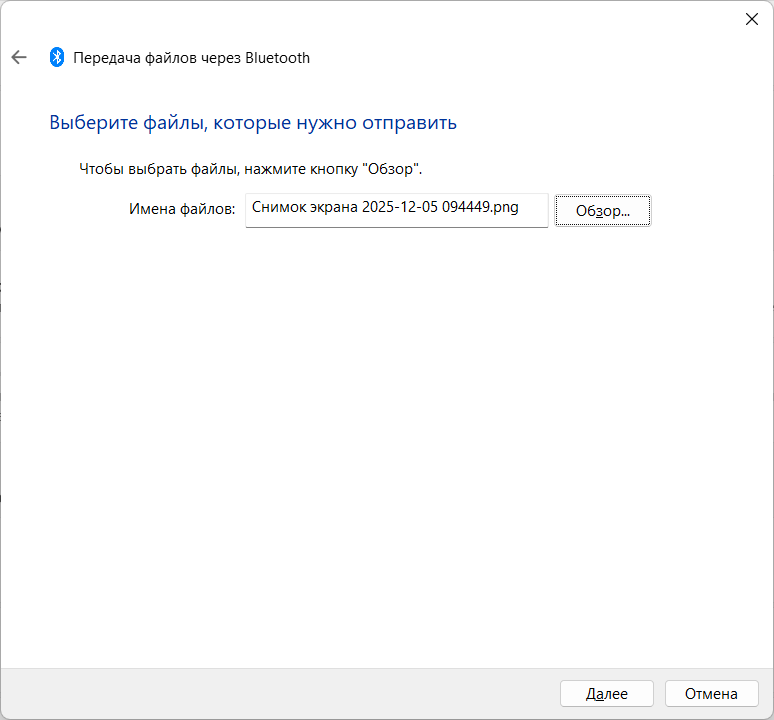 Передача файлов через Bluetooth
Выберите файлы, которые нужно отправить
Чтобы выбрать файлы, нажмите кнопку "Обзор".
Имена файлов: Снимок экрана 2025-12-05 094449.png Обзор...
Далее Отмена